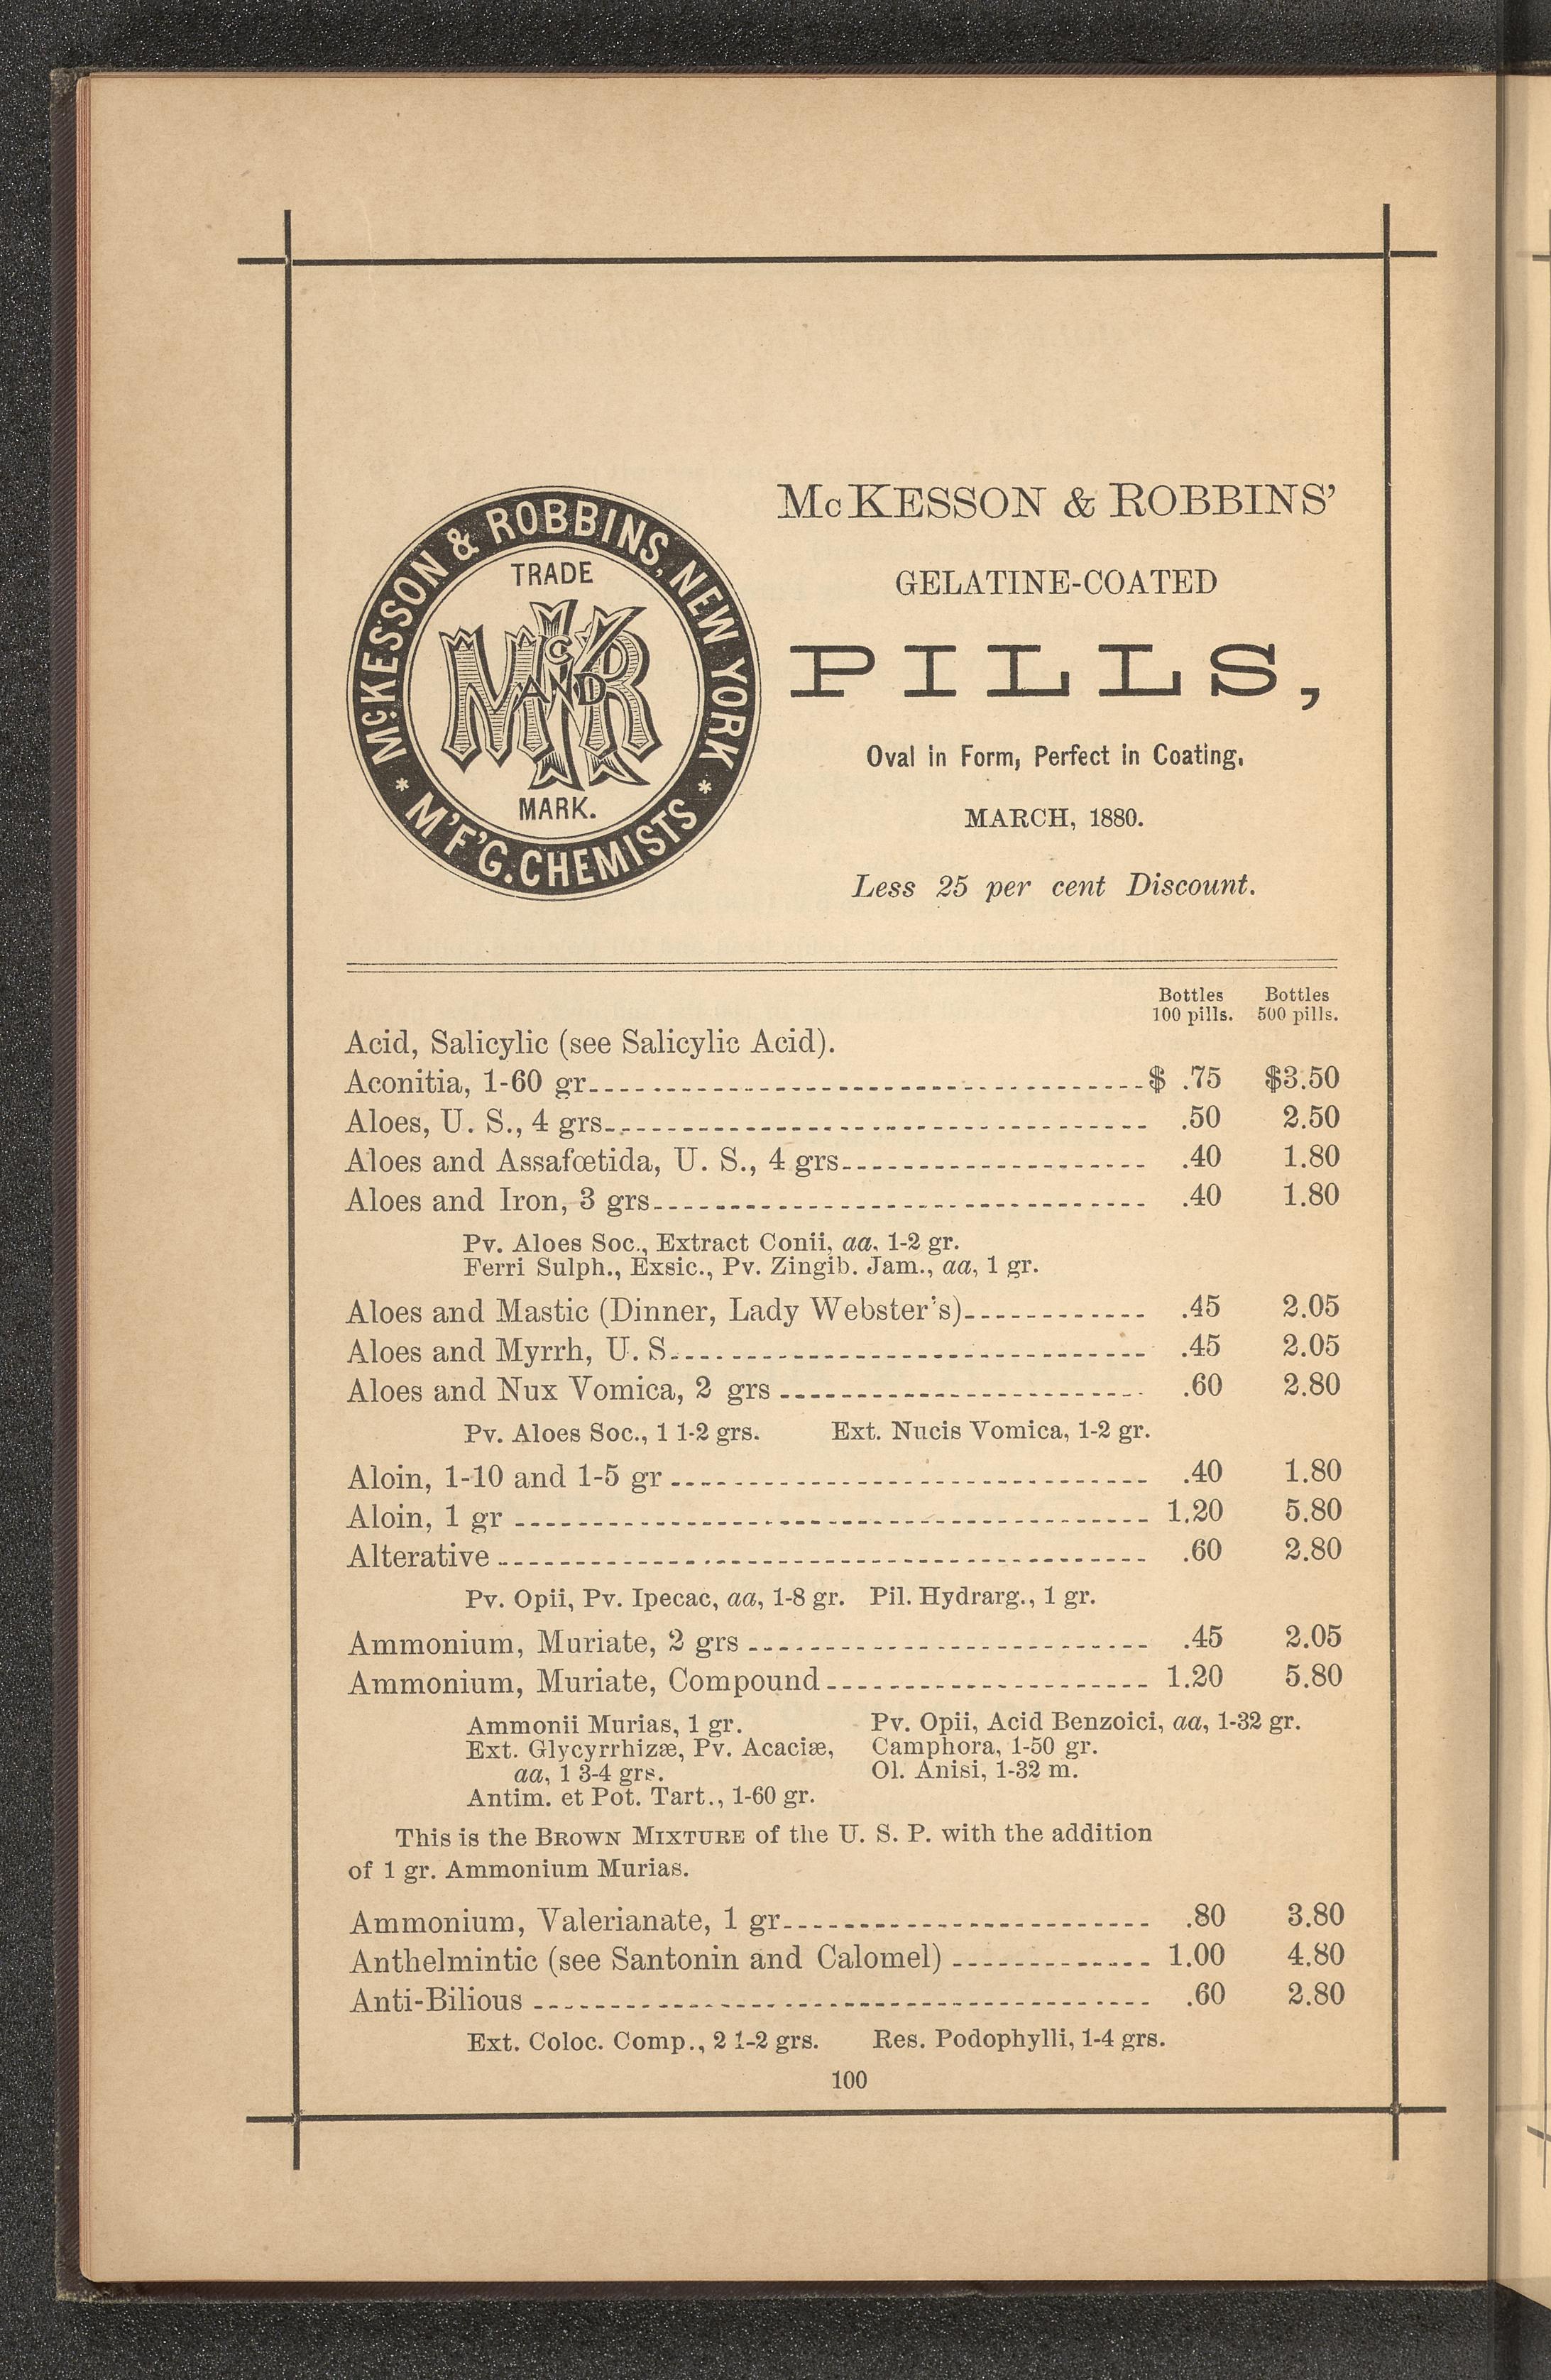 McKESSON & ROBBINS, NEW YORK
* M'F'G. CHEMISTS *
TRADE
McK AND R
MARK.
McKESSON & ROBBINS'
GELATINE-COATED
PILLS,
Oval in Form, Perfect in Coating,
MARCH, 1880.
Less 25 per cent Discount.
Bottles Bottles
100 pills. 500 pills.
Acid, Salicylic (see Salicylic Acid).
Aconitia, 1-60 gr. $ .75 $3.50
Aloes, U. S., 4 grs. .50 2.50
Aloes and Assafœtida, U. S., 4 grs. .40 1.80
Aloes and Iron, 3 grs. .40 1.80
Pv. Aloes Soc., Extract Conii, aa, 1-2 gr.
Ferri Sulph., Exsic., Pv. Zingib. Jam., aa, 1 gr.
Aloes and Mastic (Dinner, Lady Webster's) .45 2.05
Aloes and Myrrh, U. S. .45 2.05
Aloes and Nux Vomica, 2 grs .60 2.80
Pv. Aloes Soc., 1 1-2 grs. Ext. Nucis Vomica, 1-2 gr.
Aloin, 1-10 and 1-5 gr .40 1.80
Aloin, 1 gr 1.20 5.80
Alterative .60 2.80
Pv. Opii, Pv. Ipecac, aa, 1-8 gr. Pil. Hydrarg., 1 gr.
Ammonium, Muriate, 2 grs .45 2.05
Ammonium, Muriate, Compound 1.20 5.80
Ammonii Murias, 1 gr. Pv. Opii, Acid Benzoici, aa, 1-32 gr.
Ext. Glycyrrhizæ, Pv. Acaciæ, Camphora, 1-50 gr.
aa, 1 3-4 grs. Ol. Anisi, 1-32 m.
Antim. et Pot. Tart., 1-60 gr.
This is the BROWN MIXTURE of the U. S. P. with the addition
of 1 gr. Ammonium Murias.
Ammonium, Valerianate, 1 gr. .80 3.80
Anthelmintic (see Santonin and Calomel) 1.00 4.80
Anti-Bilious .60 2.80
Ext. Coloc. Comp., 2 1-2 grs. Res. Podophylli, 1-4 grs.
100